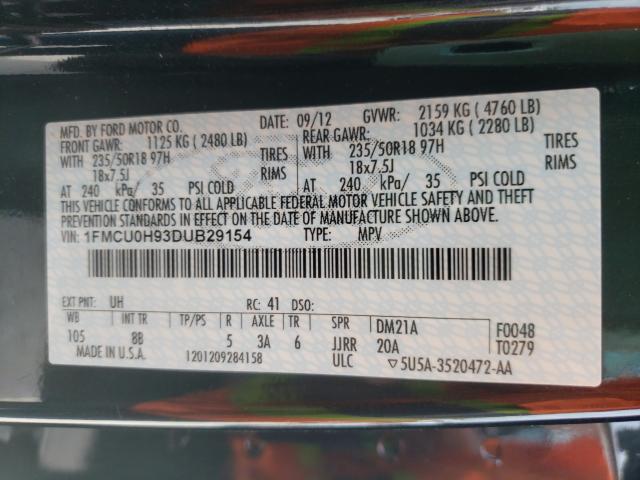 MFD. BY FORD MOTOR CO. DATE: 09/12 GVWR: 2159 KG ( 4760 LB)
FRONT GAWR: 1125 KG ( 2480 LB) REAR GAWR: 1034 KG ( 2280 LB)
WITH 235/50R18 97H TIRES WITH 235/50R18 97H TIRES
18x7.5J RIMS 18x7.5J RIMS
AT 240 kPa/ 35 PSI COLD AT 240 kPa/ 35 PSI COLD
THIS VEHICLE CONFORMS TO ALL APPLICABLE FEDERAL MOTOR VEHICLE SAFETY AND THEFT
PREVENTION STANDARDS IN EFFECT ON THE DATE OF MANUFACTURE SHOWN ABOVE.
VIN: 1FMCU0H93DUB29154 TYPE: MPV
EXT PNT: UH RC: 41 DSO:
WB INT TR TP/PS R AXLE TR SPR DM21A F0048
105 8B 5 3A 6 JJRR 20A T0279
MADE IN U.S.A. 1201209284158 ULC ▽5U5A-3520472-AA